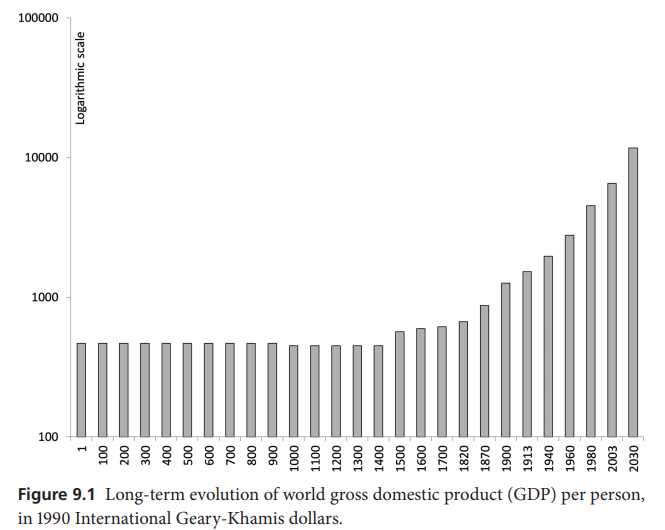 100000
Logarithmic scale
10000
1000
100
1 100 200 300 400 500 600 700 800 900 1000 1100 1200 1300 1400 1500 1600 1700 1820 1870 1900 1913 1940 1960 1980 2003 2030
Figure 9.1 Long-term evolution of world gross domestic product (GDP) per person,
in 1990 International Geary-Khamis dollars.